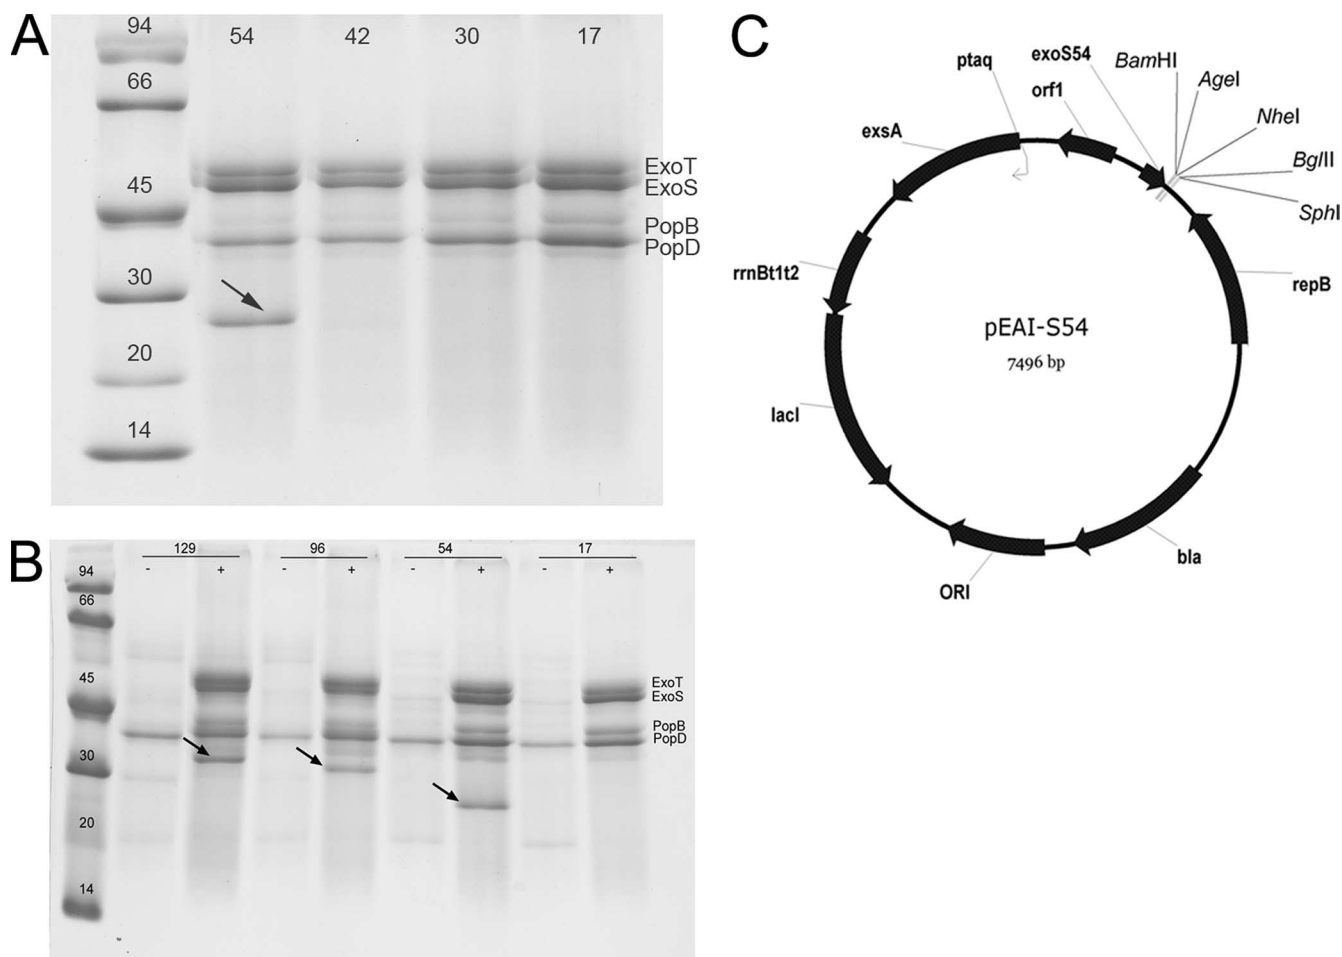 A
94
66
45
30
20
14
54 42 30 17
ExoT
ExoS
PopB
PopD
B
94
66
45
30
20
14
129 96 54 17
- + - + - + - +
ExoT
ExoS
PopB
PopD
C
ptaq
exoS54
orf1
BamHI
AgeI
NheI
BglII
SphI
exsA
rrnBt1t2
repB
pEAI-S54
7496 bp
lacI
bla
ORI